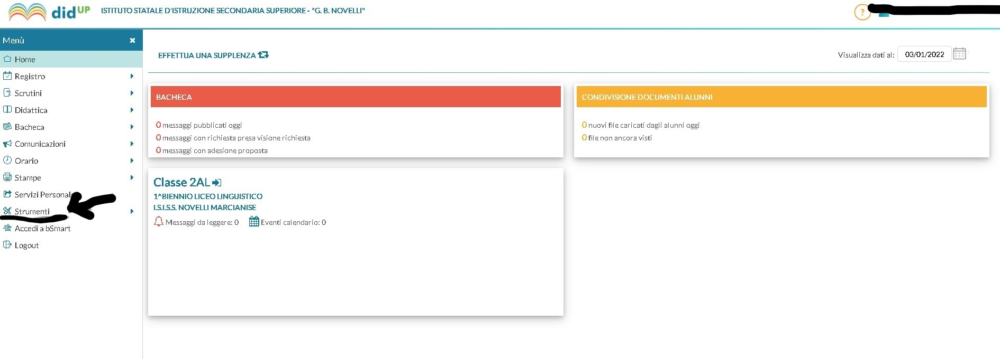 didUP
ISTITUTO STATALE D'ISTRUZIONE SECONDARIA SUPERIORE - "G. B. NOVELLI"
?
Menù
Home
Registro
Scrutini
Didattica
Bacheca
Comunicazioni
Orario
Stampe
Servizi Personali
Strumenti
Accedi a bSmart
Logout
EFFETTUA UNA SUPPLENZA
Visualizza dati al: 03/01/2022
BACHECA
0 messaggi pubblicati oggi
0 messaggi con richiesta presa visione richiesta
0 messaggi con adesione proposta
CONDIVISIONE DOCUMENTI ALUNNI
0 nuovi file caricati dagli alunni oggi
0 file non ancora visti
Classe 2AL
1^BIENNIO LICEO LINGUISTICO
I.S.I.S.S. NOVELLI MARCIANISE
Messaggi da leggere: 0 Eventi calendario: 0